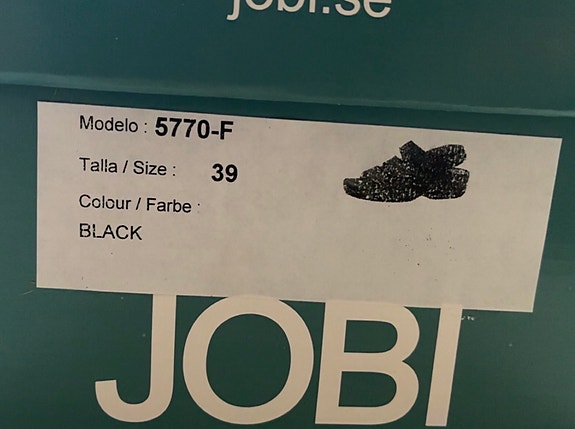 jobi.se
Modelo : 5770-F
Talla / Size : 39
Colour / Farbe :
BLACK
JOBI